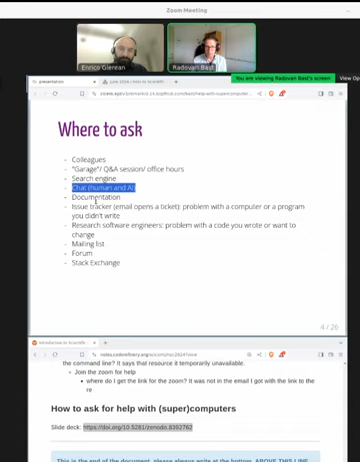 Zoom Meeting
Enrico Glerean
Radovan Bast
You are viewing Radovan Bast's screen
View Op
presentation
Where to ask
- Colleagues
- "Garage"/ Q&A session/ office hours
- Search engine
- Chat (human and AI)
- Documentation
- Issue tracker (email opens a ticket): problem with a computer or a program
you didn't write
- Research software engineers: problem with a code you wrote or want to
change
- Mailing list
- Forum
- Stack Exchange
4 / 26
the command line? It says that resource it temporarily unavailable.
Join the zoom for help
where do I get the link for the zoom? It was not in the email I got with the link to the
re
How to ask for help with (super)computers
Slide deck: https://doi.org/10.5281/zenodo.8392762
This is the end of the document, please always write at the bottom, ABOVE THIS LINE